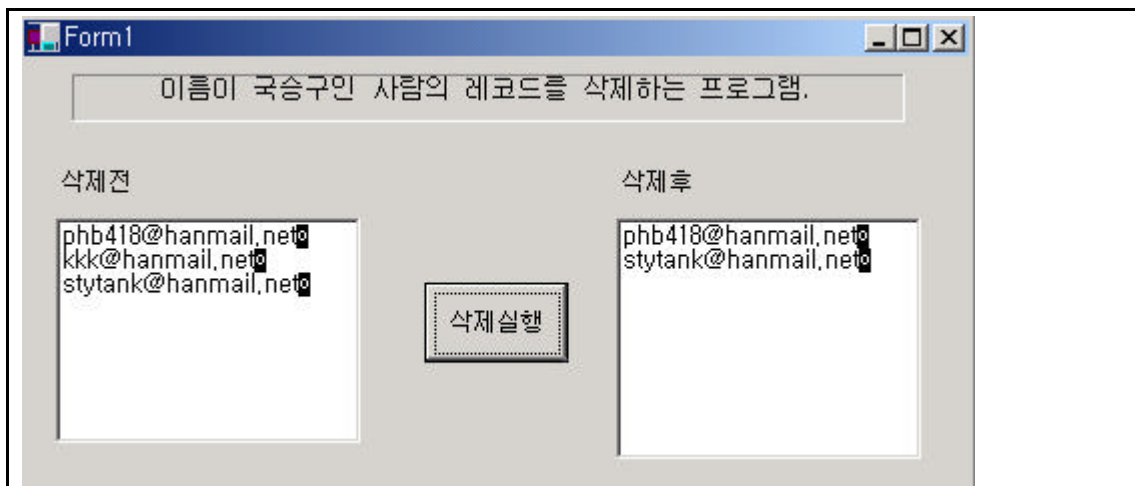 Form1
이름이 국승구인 사람의 레코드를 삭제하는 프로그램.
삭제전
삭제후
phb418@hanmail.net
kkk@hanmail.net
stytank@hanmail.net
삭제실행
phb418@hanmail.net
stytank@hanmail.net